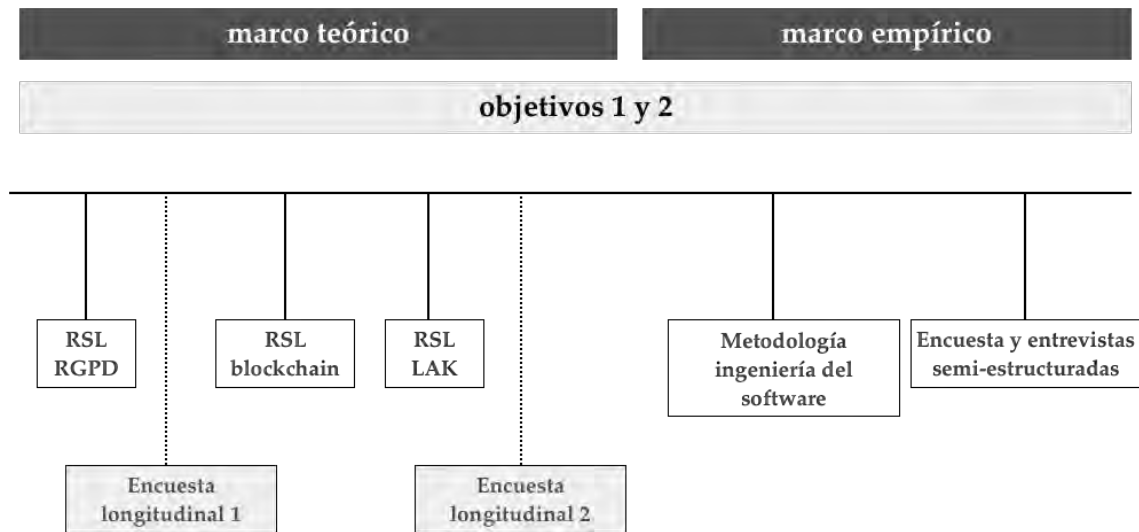 marco teórico
marco empírico
objetivos 1 y 2
RSL
RGPD
RSL
blockchain
RSL
LAK
Metodología
ingeniería del
software
Encuesta y entrevistas
semi-estructuradas
Encuesta
longitudinal 1
Encuesta
longitudinal 2